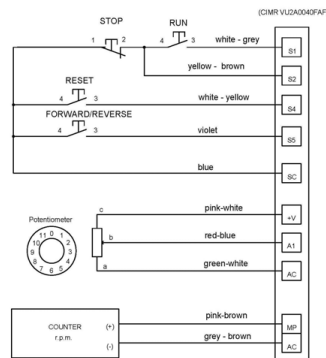 (CIMR VU2A0040FAF
STOP RUN
1 2 4 3 white - grey S1
yellow - brown S2
RESET
4 3 white - yellow S4
FORWARD/REVERSE
4 3 violet S5
blue SC
c pink-white +V
Potentiometer
b red-blue A1
a green-white AC
11 0 1 2 3 4 5 6 7 8 9 10
pink-brown MP
COUNTER (+)
r.p.m. grey - brown
(-) AC